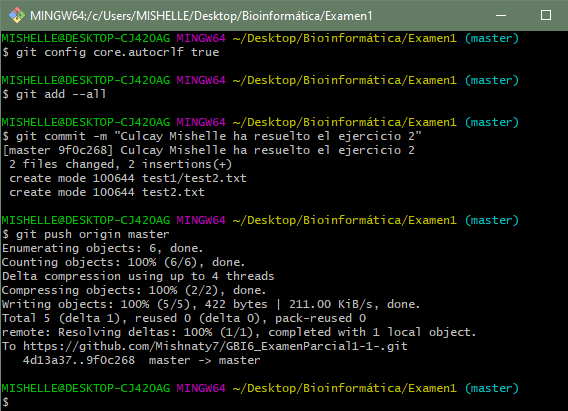 MINGW64:/c/Users/MISHELLE/Desktop/Bioinformática/Examen1
MISHELLE@DESKTOP-CJ42OAG MINGW64 ~/Desktop/Bioinformática/Examen1 (master)
$ git config core.autocrlf true
MISHELLE@DESKTOP-CJ42OAG MINGW64 ~/Desktop/Bioinformática/Examen1 (master)
$ git add --all
MISHELLE@DESKTOP-CJ42OAG MINGW64 ~/Desktop/Bioinformática/Examen1 (master)
$ git commit -m "Culcay Mishelle ha resuelto el ejercicio 2"
[master 9f0c268] Culcay Mishelle ha resuelto el ejercicio 2
 2 files changed, 2 insertions(+)
 create mode 100644 test1/test2.txt
 create mode 100644 test2.txt
MISHELLE@DESKTOP-CJ42OAG MINGW64 ~/Desktop/Bioinformática/Examen1 (master)
$ git push origin master
Enumerating objects: 6, done.
Counting objects: 100% (6/6), done.
Delta compression using up to 4 threads
Compressing objects: 100% (2/2), done.
Writing objects: 100% (5/5), 422 bytes | 211.00 KiB/s, done.
Total 5 (delta 1), reused 0 (delta 0), pack-reused 0
remote: Resolving deltas: 100% (1/1), completed with 1 local object.
To https://github.com/Mishnaty7/GBI6_ExamenParcial1-1-.git
   4d13a37..9f0c268  master -> master
MISHELLE@DESKTOP-CJ42OAG MINGW64 ~/Desktop/Bioinformática/Examen1 (master)
$